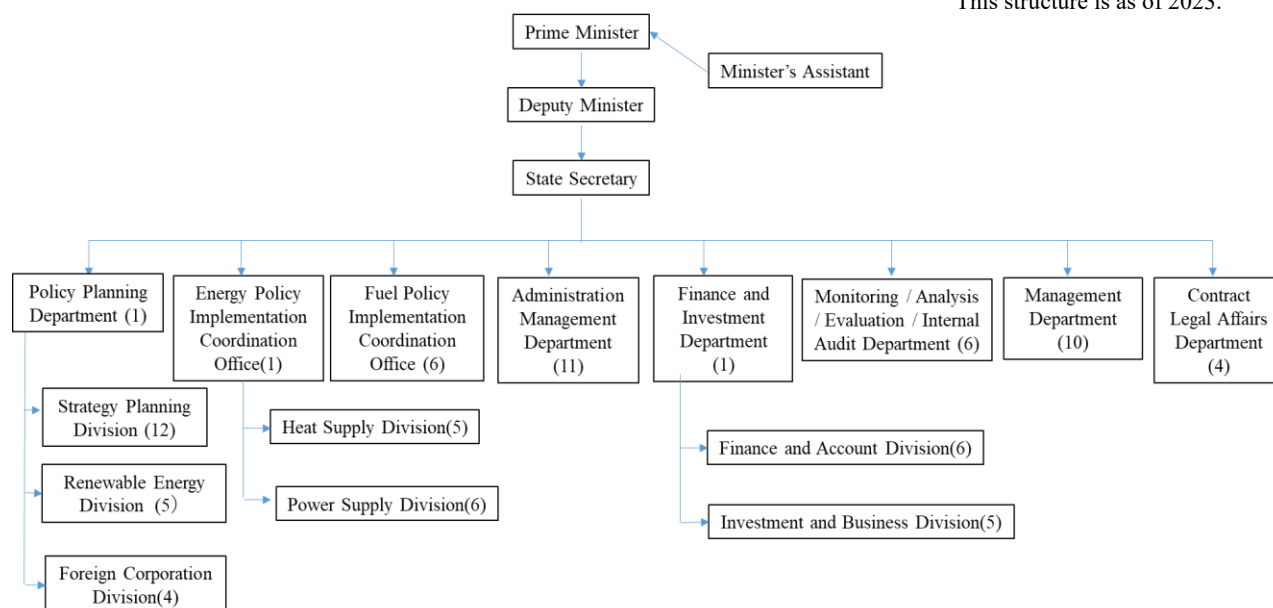 This structure is as of 2023.
Prime Minister
Minister’s Assistant
Deputy Minister
State Secretary
Policy Planning
Department (1)
Energy Policy
Implementation
Coordination
Office(1)
Fuel Policy
Implementation
Coordination
Office (6)
Administration
Management
Department
(11)
Finance and
Investment
Department
(1)
Monitoring / Analysis
/ Evaluation / Internal
Audit Department (6)
Management
Department
(10)
Contract
Legal Affairs
Department
(4)
Strategy Planning
Division (12)
Renewable Energy
Division (5)
Foreign Corporation
Division(4)
Heat Supply Division(5)
Power Supply Division(6)
Finance and Account Division(6)
Investment and Business Division(5)